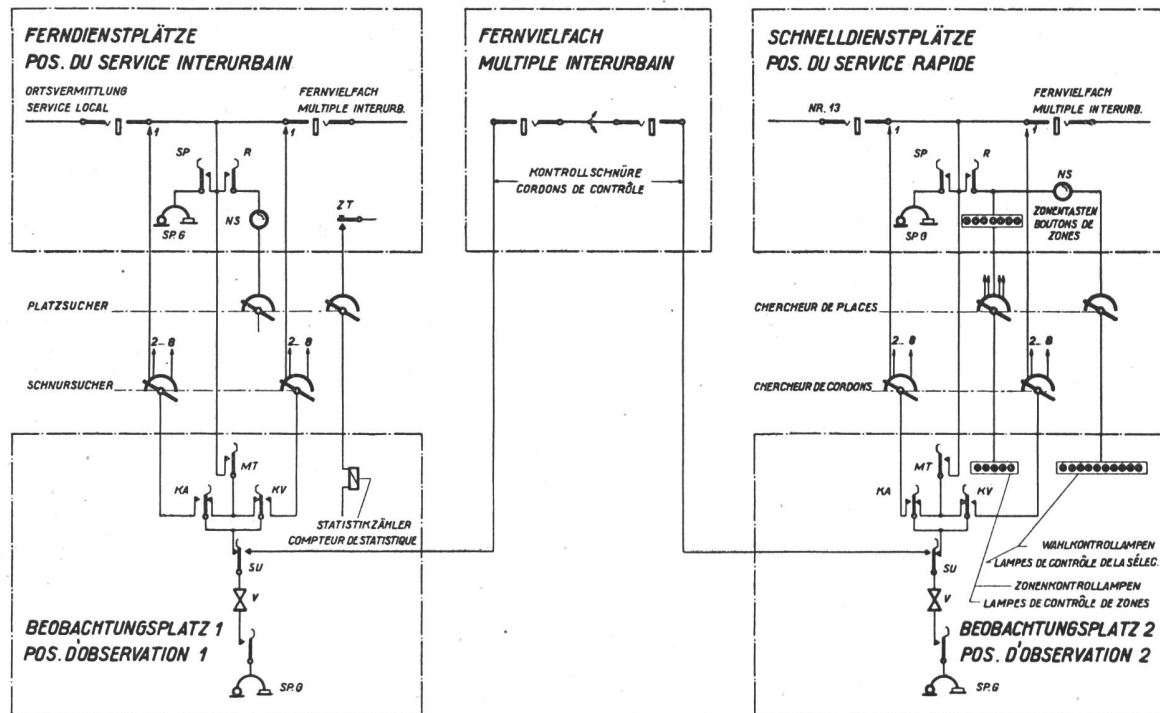 FERNDIENSTPLÄTZE
POS. DU SERVICE INTERURBAIN
ORTSVERMITTLUNG
SERVICE LOCAL
FERNVIELFACH
MULTIPLE INTERURB.
1
1
SP
R
SP.G
NS
ZT
FERNVIELFACH
MULTIPLE INTERURBAIN
KONTROLLSCHNÜRE
CORDONS DE CONTRÔLE
SCHNELLDIENSTPLÄTZE
POS. DU SERVICE RAPIDE
NR. 13
FERNVIELFACH
MULTIPLE INTERURB.
1
1
SP
R
SP.G
NS
ZONENTASTEN
BOUTONS DE
ZONES
PLATZSUCHER
2_ 8
2_ 8
SCHNURSUCHER
CHERCHEUR DE PLACES
2_ 8
2_ 8
CHERCHEUR DE CORDONS
MT
KA
KV
STATISTIKZÄHLER
COMPTEUR DE STATISTIQUE
SU
V
SP.G
BEOBACHTUNGSPLATZ 1
POS. D'OBSERVATION 1
MT
KA
KV
WAHLKONTROLLAMPEN
LAMPES DE CONTRÔLE DE LA SÉLEC.
ZONENKONTROLLAMPEN
LAMPES DE CONTRÔLE DE ZONES
SU
V
SP.G
BEOBACHTUNGSPLATZ 2
POS. D'OBSERVATION 2